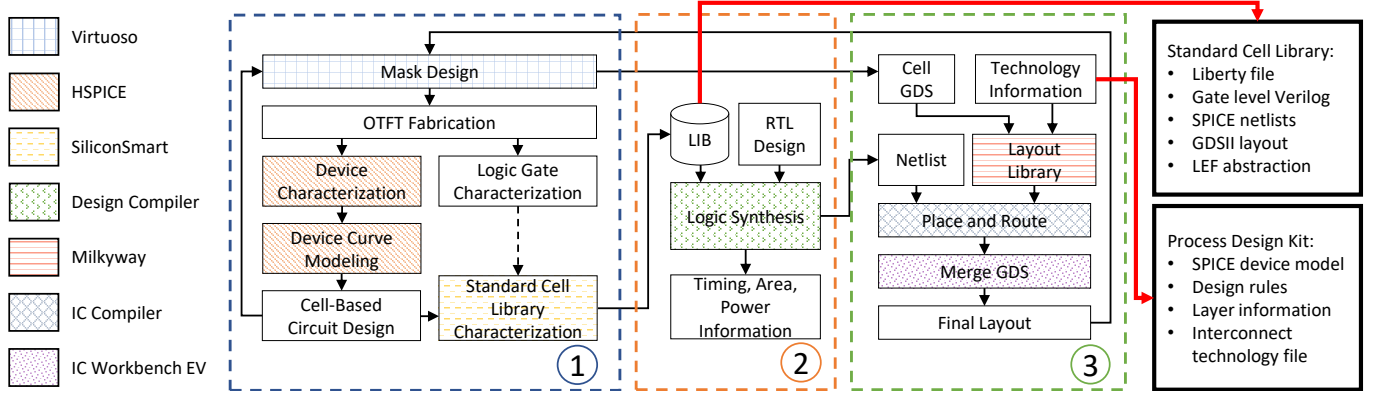 Virtuoso
HSPICE
SiliconSmart
Design Compiler
Milkyway
IC Compiler
IC Workbench EV
Mask Design
OTFT Fabrication
Device
Characterization
Logic Gate
Characterization
Device Curve
Modeling
Cell-Based
Circuit Design
Standard Cell
Library
Characterization
1
LIB
RTL
Design
Logic Synthesis
Timing, Area,
Power
Information
2
Cell
GDS
Technology
Information
Netlist
Layout
Library
Place and Route
Merge GDS
Final Layout
3
Standard Cell Library:
• Liberty file
• Gate level Verilog
• SPICE netlists
• GDSII layout
• LEF abstraction
Process Design Kit:
• SPICE device model
• Design rules
• Layer information
• Interconnect
technology file